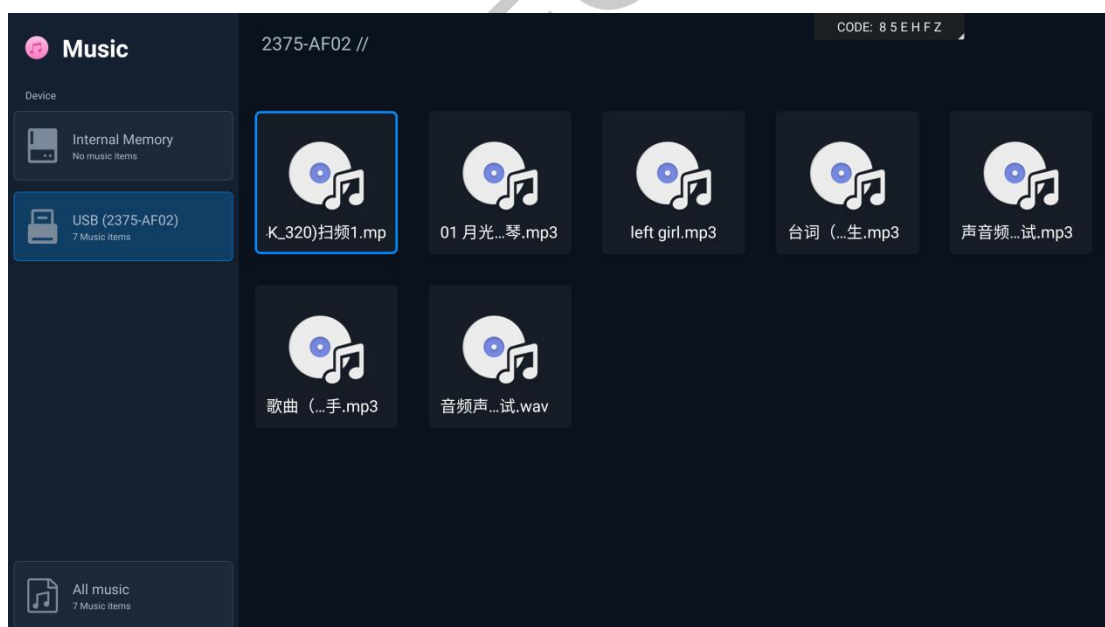 Music
Device
Internal Memory
No music items
USB (2375-AF02)
7 Music items
All music
7 Music items
2375-AF02 //
CODE: 8 5 E H F Z
-K_320)扫频1.mp
01 月光...琴.mp3
left girl.mp3
台词（...生.mp3
声音频...试.mp3
歌曲（...手.mp3
音频声...试.wav